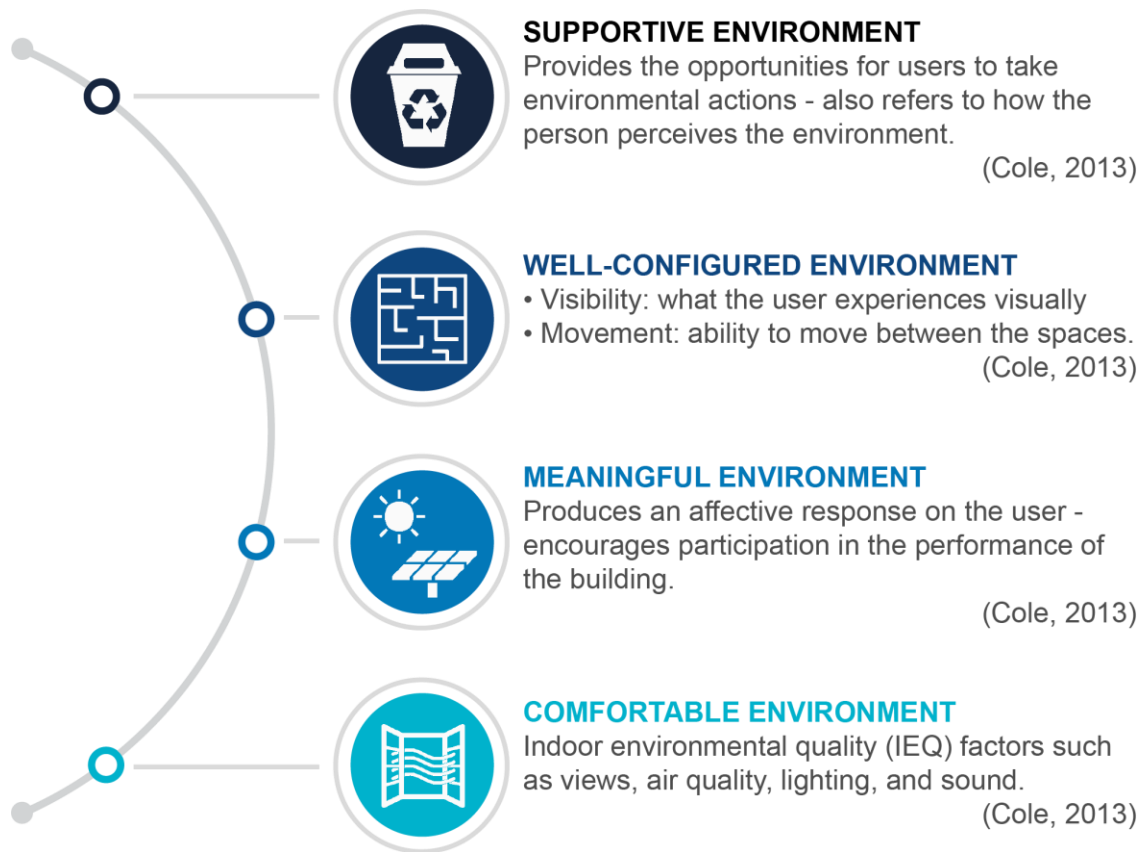 SUPPORTIVE ENVIRONMENT
Provides the opportunities for users to take
environmental actions - also refers to how the
person perceives the environment.
(Cole, 2013)
WELL-CONFIGURED ENVIRONMENT
• Visibility: what the user experiences visually
• Movement: ability to move between the spaces.
(Cole, 2013)
MEANINGFUL ENVIRONMENT
Produces an affective response on the user -
encourages participation in the performance of
the building.
(Cole, 2013)
COMFORTABLE ENVIRONMENT
Indoor environmental quality (IEQ) factors such
as views, air quality, lighting, and sound.
(Cole, 2013)